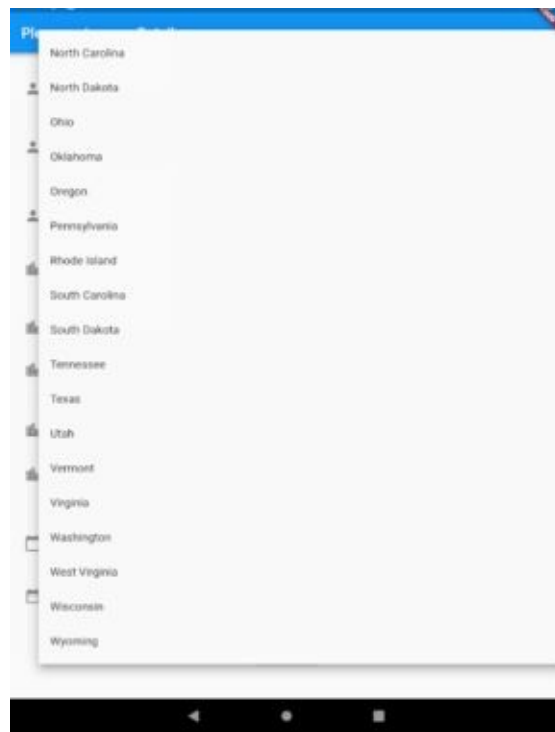 North Carolina
North Dakota
Ohio
Oklahoma
Oregon
Pennsylvania
Rhode Island
South Carolina
South Dakota
Tennessee
Texas
Utah
Vermont
Virginia
Washington
West Virginia
Wisconsin
Wyoming